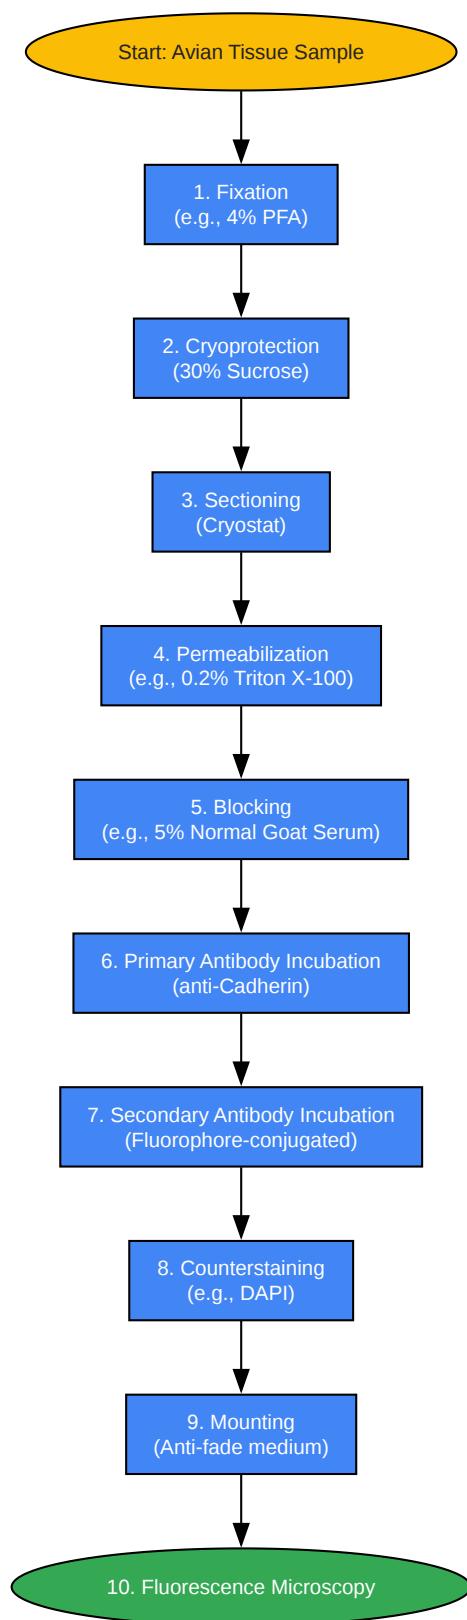 Start: Avian Tissue Sample
1. Fixation
(e.g., 4% PFA)
2. Cryoprotection
(30% Sucrose)
3. Sectioning
(Cryostat)
4. Permeabilization
(e.g., 0.2% Triton X-100)
5. Blocking
(e.g., 5% Normal Goat Serum)
6. Primary Antibody Incubation
(anti-Cadherin)
7. Secondary Antibody Incubation
(Fluorophore-conjugated)
8. Counterstaining
(e.g., DAPI)
9. Mounting
(Anti-fade medium)
10. Fluorescence Microscopy